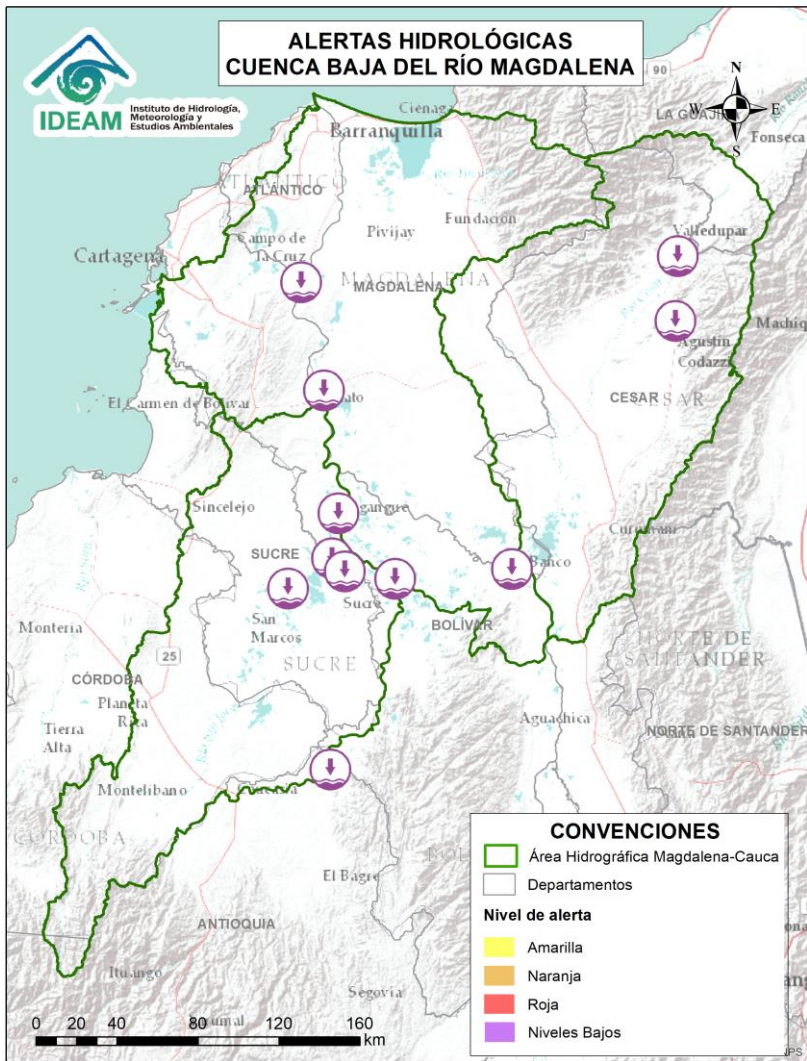 ALERTAS HIDROLÓGICAS
CUENCA BAJA DEL RÍO MAGDALENA
IDEAM
Instituto de Hidrología,
Meteorología y
Estudios Ambientales
N
W
E
S
90
LA GUAJIRA
Fonseca
Ciénaga
Barranquilla
ATLÁNTICO
ATLÁNTICO
Pivijay
Fundación
Valledupar
Cartagena
Campo de
la Cruz
MAGDALENA
MAGDALENA
Agustín
Codazzi
CESAR
CESAR
El Carmen de Bolívar
Sincelejo
Curumaní
SUCRE
Banco
San
Marcos
Sucre
BOLÍVAR
Montería
25
SUCRE
NORTE DE
SANTANDER
CÓRDOBA
Planeta
Rica
Tierra
Alta
Aguachica
NORTE DE SANTANDER
Montelíbano
CÓRDOBA
El Bagre
ANTIOQUIA
Ituango
Segovia
CONVENCIONES
Área Hidrográfica Magdalena-Cauca
Departamentos
Nivel de alerta
Amarilla
Naranja
Roja
Niveles Bajos
0 20 40 80 120 160
km